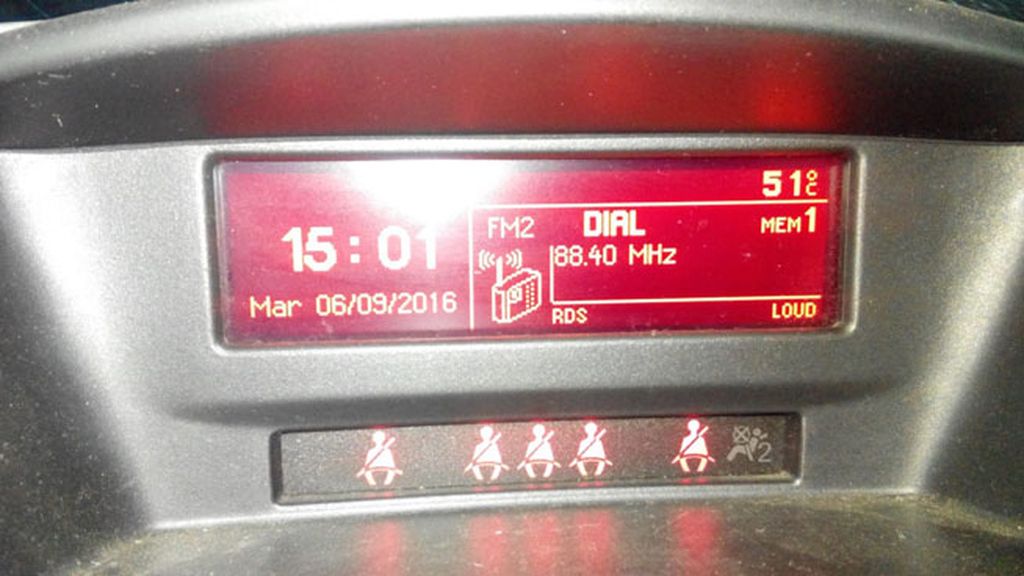 51°C
15:01
Mar 06/09/2016
FM2 DIAL MEM1
88.40 MHz
RDS LOUD
2